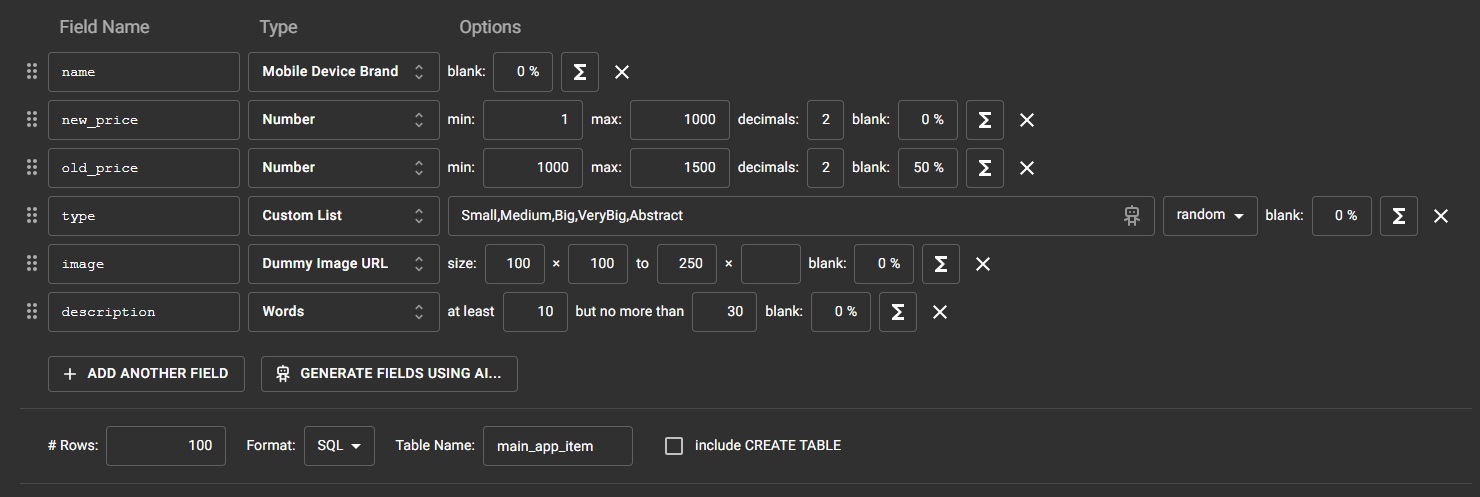 Field Name Type Options
name Mobile Device Brand blank: 0 % Σ
new_price Number min: 1 max: 1000 decimals: 2 blank: 0 % Σ
old_price Number min: 1000 max: 1500 decimals: 2 blank: 50 % Σ
type Custom List Small,Medium,Big,VeryBig,Abstract random blank: 0 % Σ
image Dummy Image URL size: 100 × 100 to 250 × blank: 0 % Σ
description Words at least 10 but no more than 30 blank: 0 % Σ
+ ADD ANOTHER FIELD GENERATE FIELDS USING AI...
# Rows: 100 Format: SQL Table Name: main_app_item include CREATE TABLE